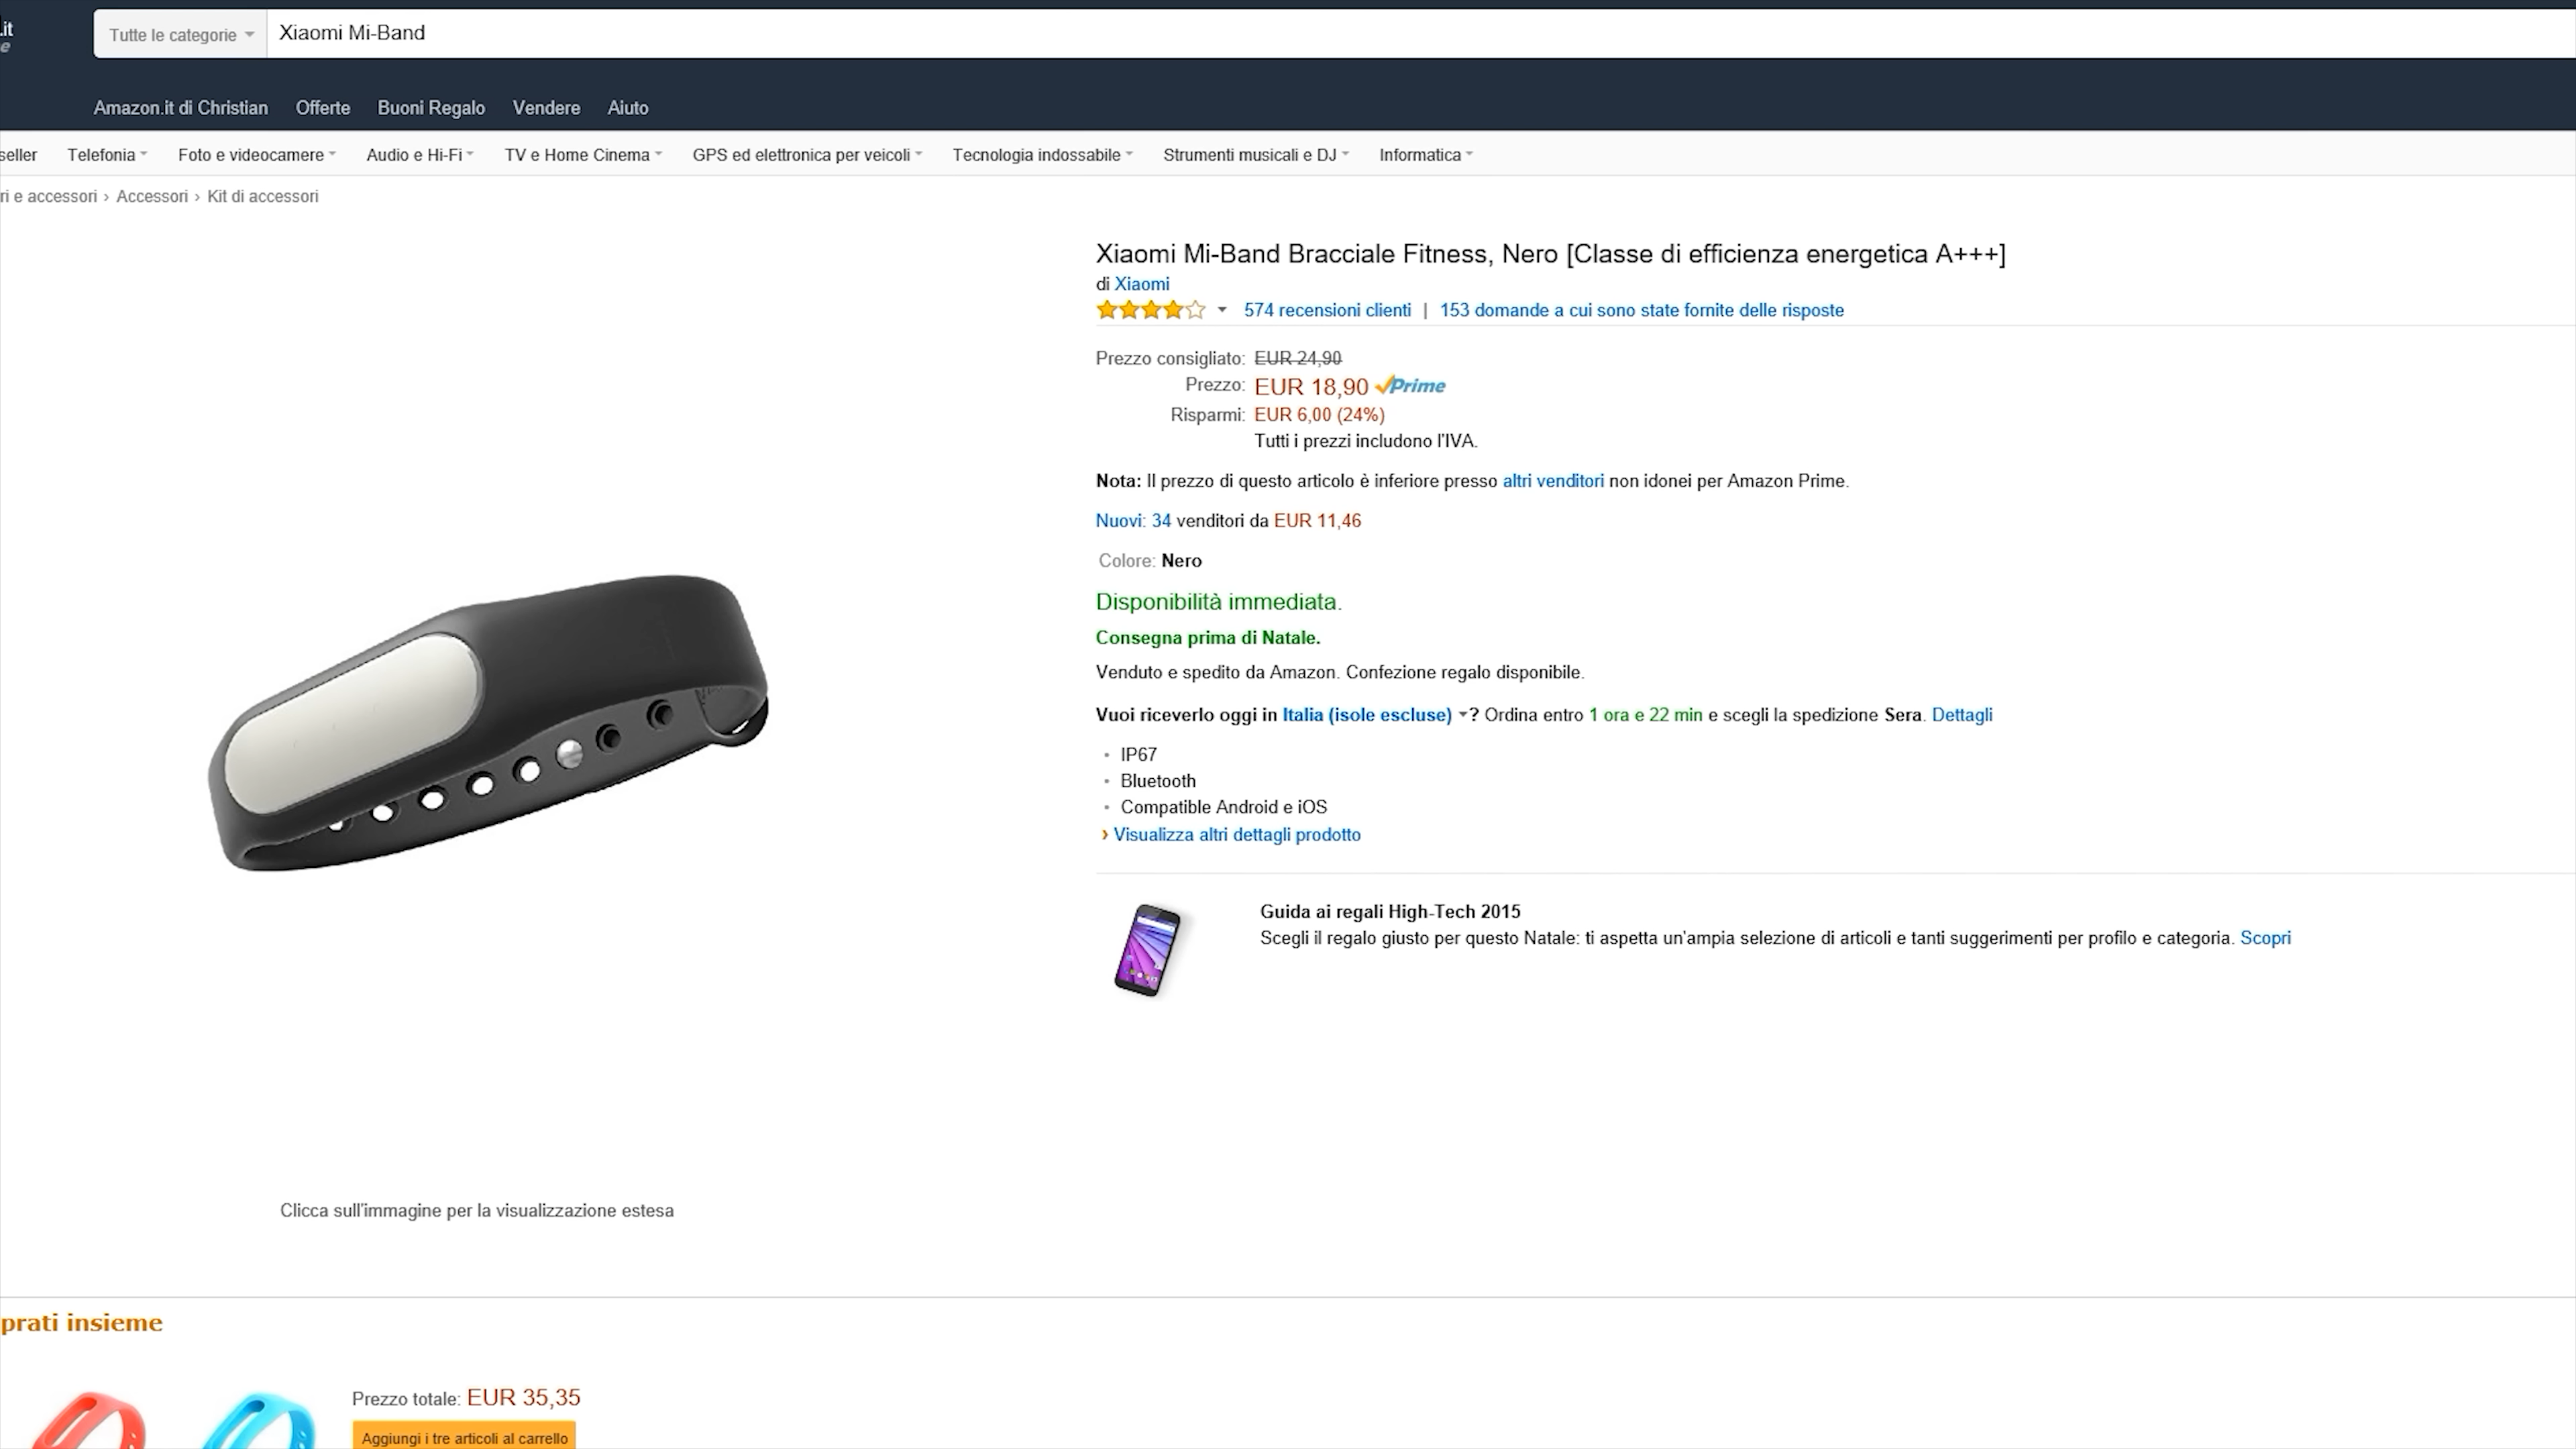 .it
e
Tutte le categorie
Xiaomi Mi-Band
Amazon.it di Christian Offerte Buoni Regalo Vendere Aiuto
seller Telefonia Foto e videocamere Audio e Hi-Fi TV e Home Cinema GPS ed elettronica per veicoli Tecnologia indossabile Strumenti musicali e DJ Informatica
ri e accessori › Accessori › Kit di accessori
Xiaomi Mi-Band Bracciale Fitness, Nero [Classe di efficienza energetica A+++]
di Xiaomi
574 recensioni clienti | 153 domande a cui sono state fornite delle risposte
Prezzo consigliato: EUR 24,90
Prezzo: EUR 18,90 Prime
Risparmi: EUR 6,00 (24%)
Tutti i prezzi includono l'IVA.
Nota: Il prezzo di questo articolo è inferiore presso altri venditori non idonei per Amazon Prime.
Nuovi: 34 venditori da EUR 11,46
Colore: Nero
Disponibilità immediata.
Consegna prima di Natale.
Venduto e spedito da Amazon. Confezione regalo disponibile.
Vuoi riceverlo oggi in Italia (isole escluse) ? Ordina entro 1 ora e 22 min e scegli la spedizione Sera. Dettagli
• IP67
• Bluetooth
• Compatible Android e iOS
› Visualizza altri dettagli prodotto
Guida ai regali High-Tech 2015
Scegli il regalo giusto per questo Natale: ti aspetta un'ampia selezione di articoli e tanti suggerimenti per profilo e categoria. Scopri
Clicca sull'immagine per la visualizzazione estesa
prati insieme
Prezzo totale: EUR 35,35
Aggiungi i tre articoli al carrello